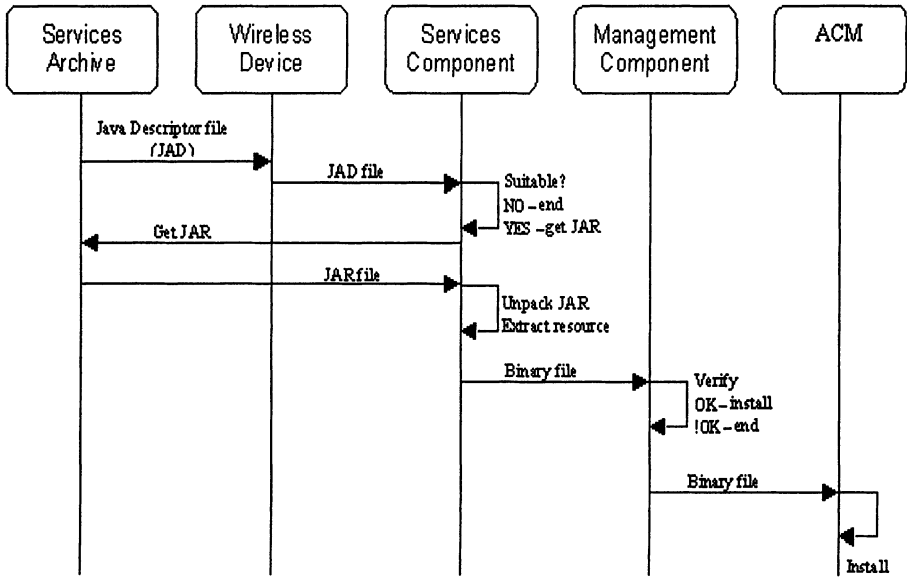 Services
Archive
Wireless
Device
Services
Component
Management
Component
ACM
Java Descriptor file
(JAD)
JAD file
Suitable?
NO – end
YES – get JAR
Get JAR
JAR file
Unpack JAR
Extract resource
Binary file
Verify
OK – install
!OK – end
Binary file
Install